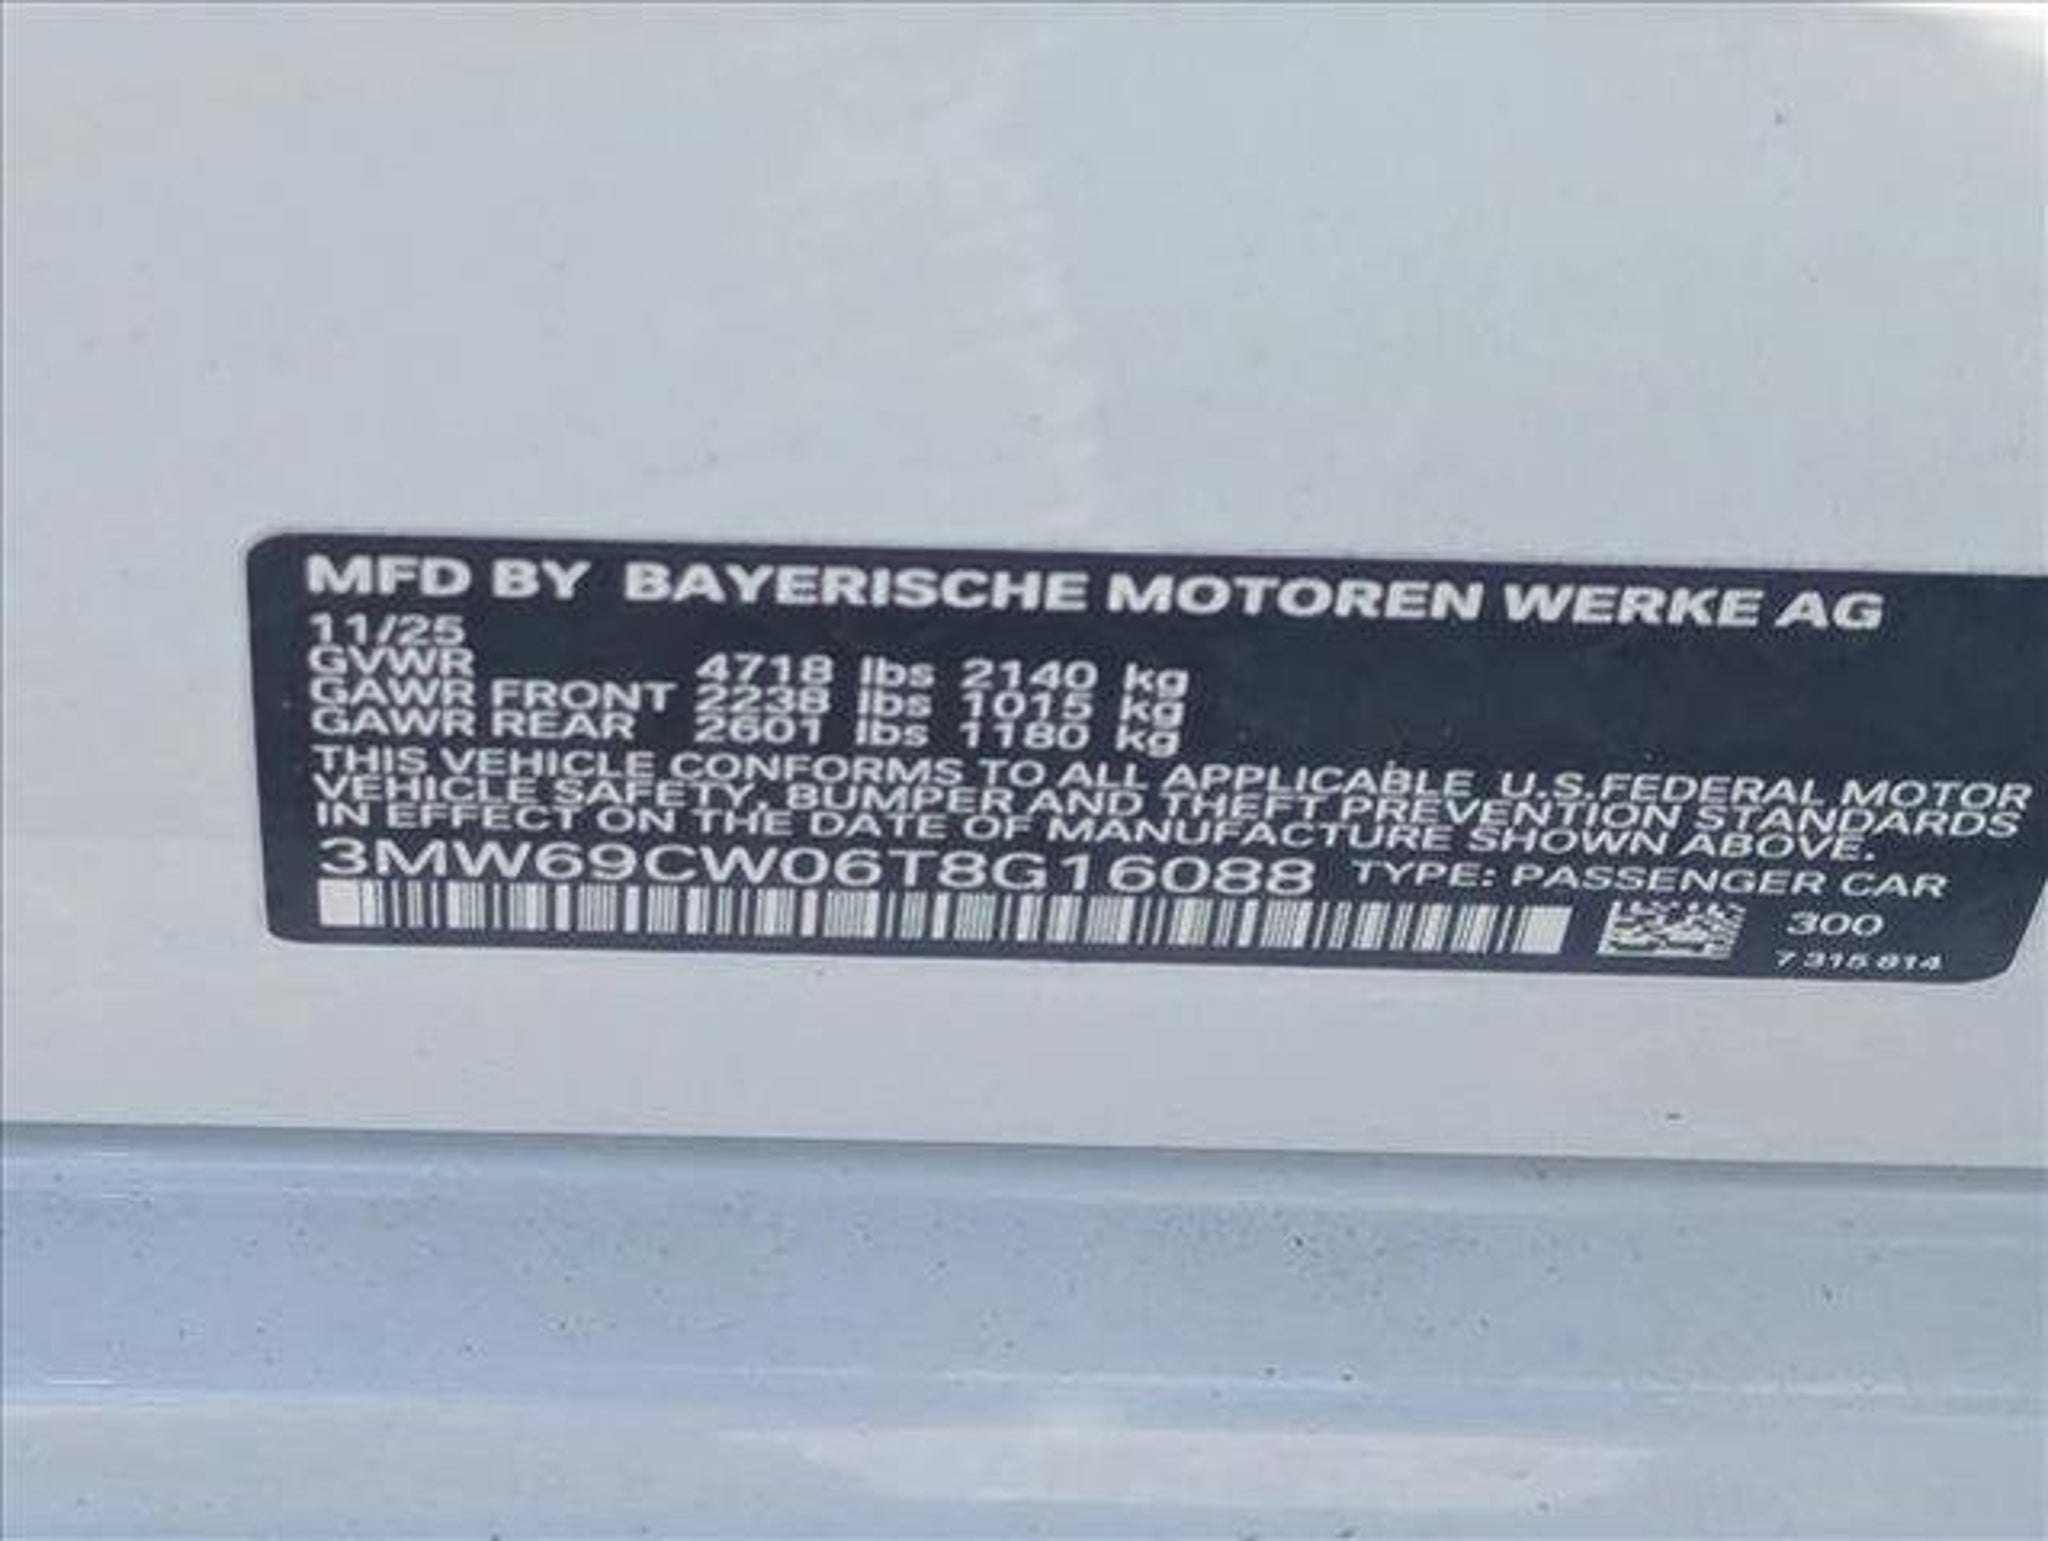 MFD BY BAYERISCHE MOTOREN WERKE AG
11/25
GVWR 4718 lbs 2140 kg
GAWR FRONT 2238 lbs 1015 kg
GAWR REAR 2601 lbs 1180 kg
THIS VEHICLE CONFORMS TO ALL APPLICABLE U.S.FEDERAL MOTOR
VEHICLE SAFETY, BUMPER AND THEFT PREVENTION STANDARDS
IN EFFECT ON THE DATE OF MANUFACTURE SHOWN ABOVE.
3MW69CW06T8G16088 TYPE: PASSENGER CAR
300
7 315 814